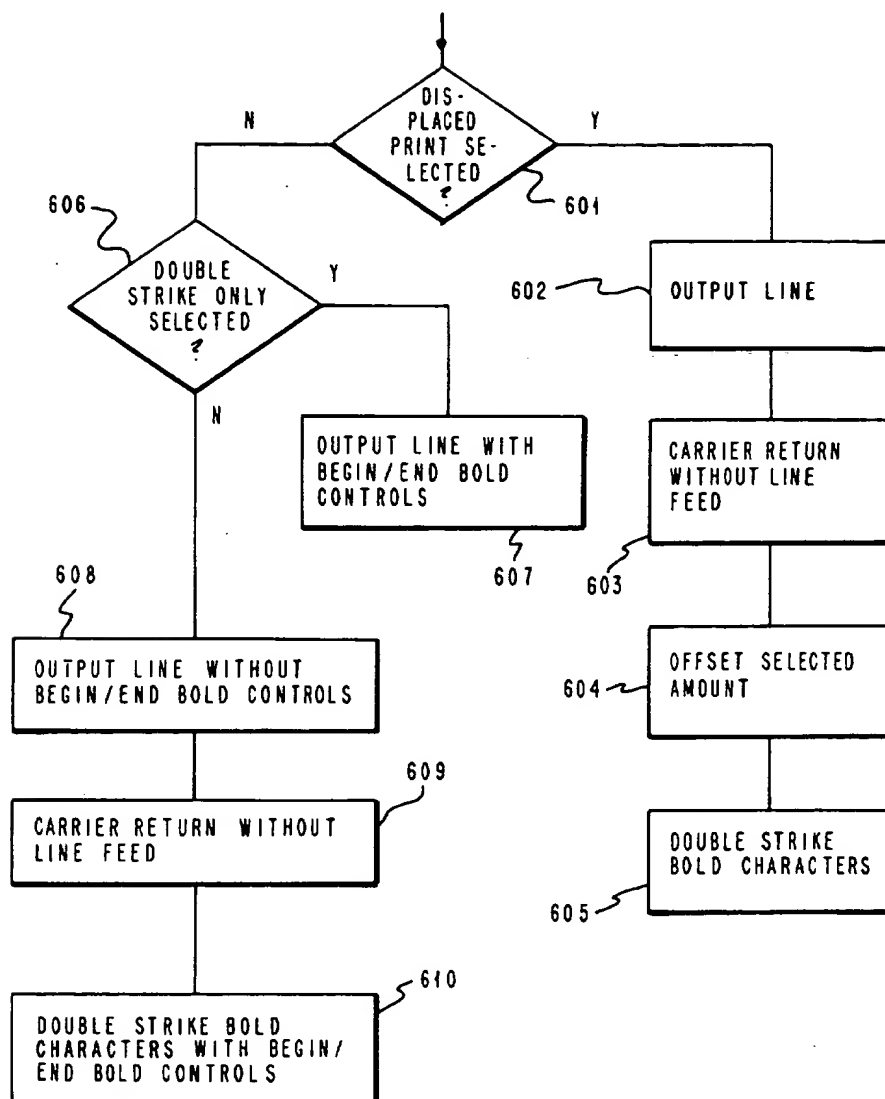 DIS-
PLACED
PRINT SE-
LECTED
?
N
Y
601
606
DOUBLE
STRIKE ONLY
SELECTED
?
Y
N
602
OUTPUT LINE
OUTPUT LINE WITH
BEGIN/END BOLD
CONTROLS
607
CARRIER RETURN
WITHOUT LINE
FEED
603
608
OUTPUT LINE WITHOUT
BEGIN/END BOLD CONTROLS
604
OFFSET SELECTED
AMOUNT
609
CARRIER RETURN WITHOUT
LINE FEED
DOUBLE STRIKE
BOLD CHARACTERS
605
610
DOUBLE STRIKE BOLD
CHARACTERS WITH BEGIN/
END BOLD CONTROLS